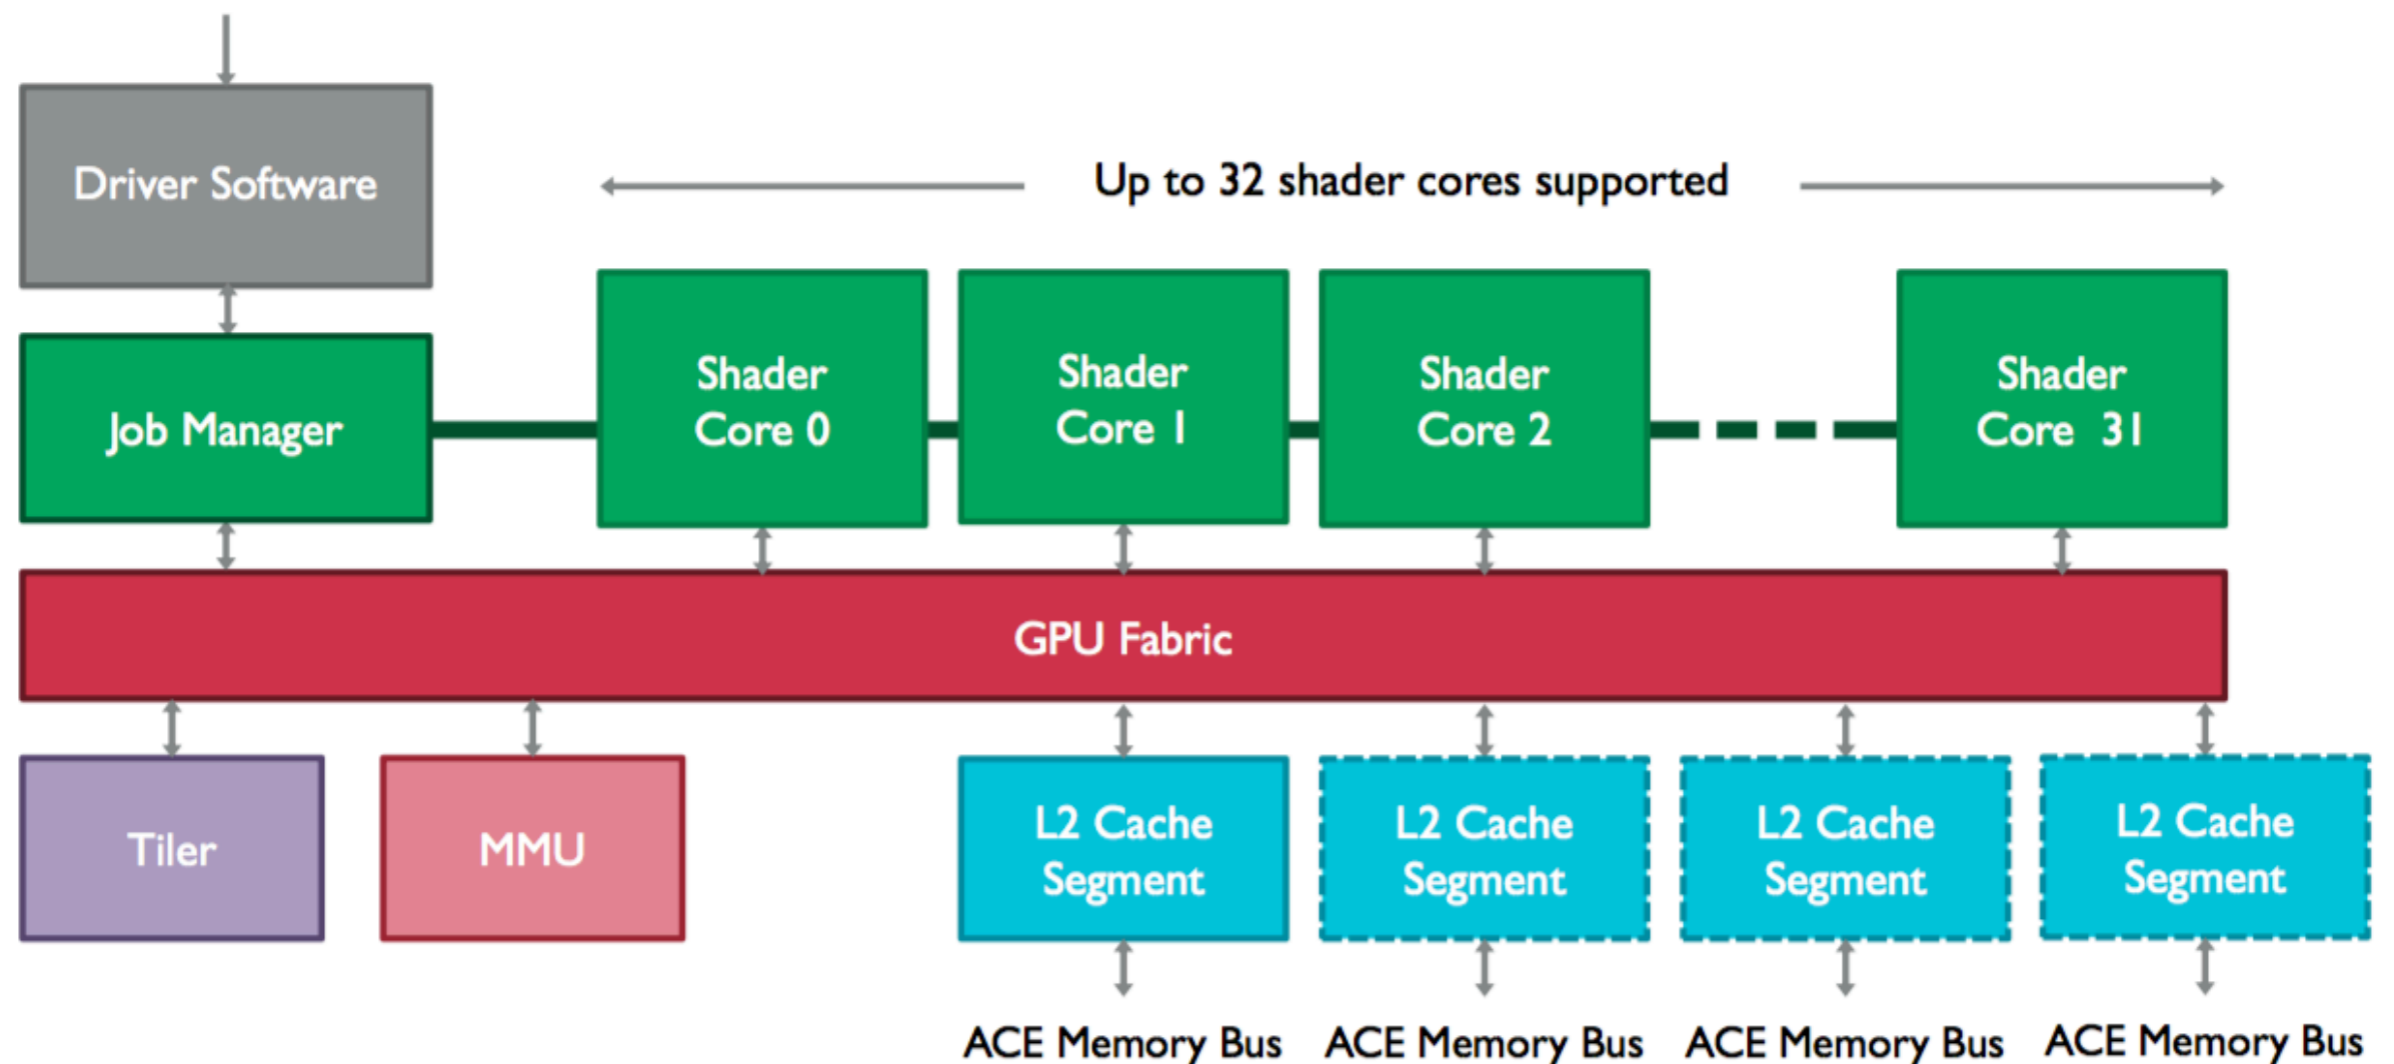 Driver Software
Up to 32 shader cores supported
Job Manager
Shader
Core 0
Shader
Core 1
Shader
Core 2
Shader
Core 31
GPU Fabric
Tiler
MMU
L2 Cache
Segment
L2 Cache
Segment
L2 Cache
Segment
L2 Cache
Segment
ACE Memory Bus
ACE Memory Bus
ACE Memory Bus
ACE Memory Bus